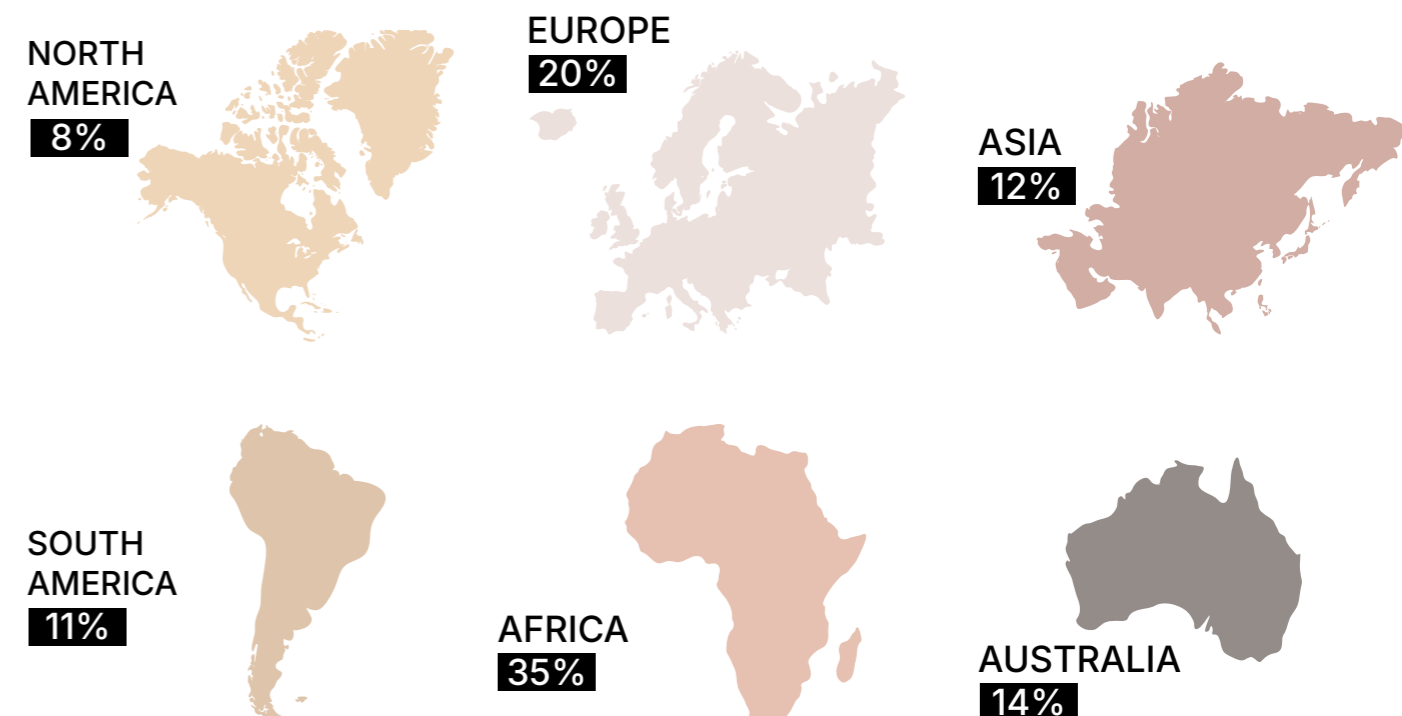 NORTH
AMERICA
8%
EUROPE
20%
ASIA
12%
SOUTH
AMERICA
11%
AFRICA
35%
AUSTRALIA
14%